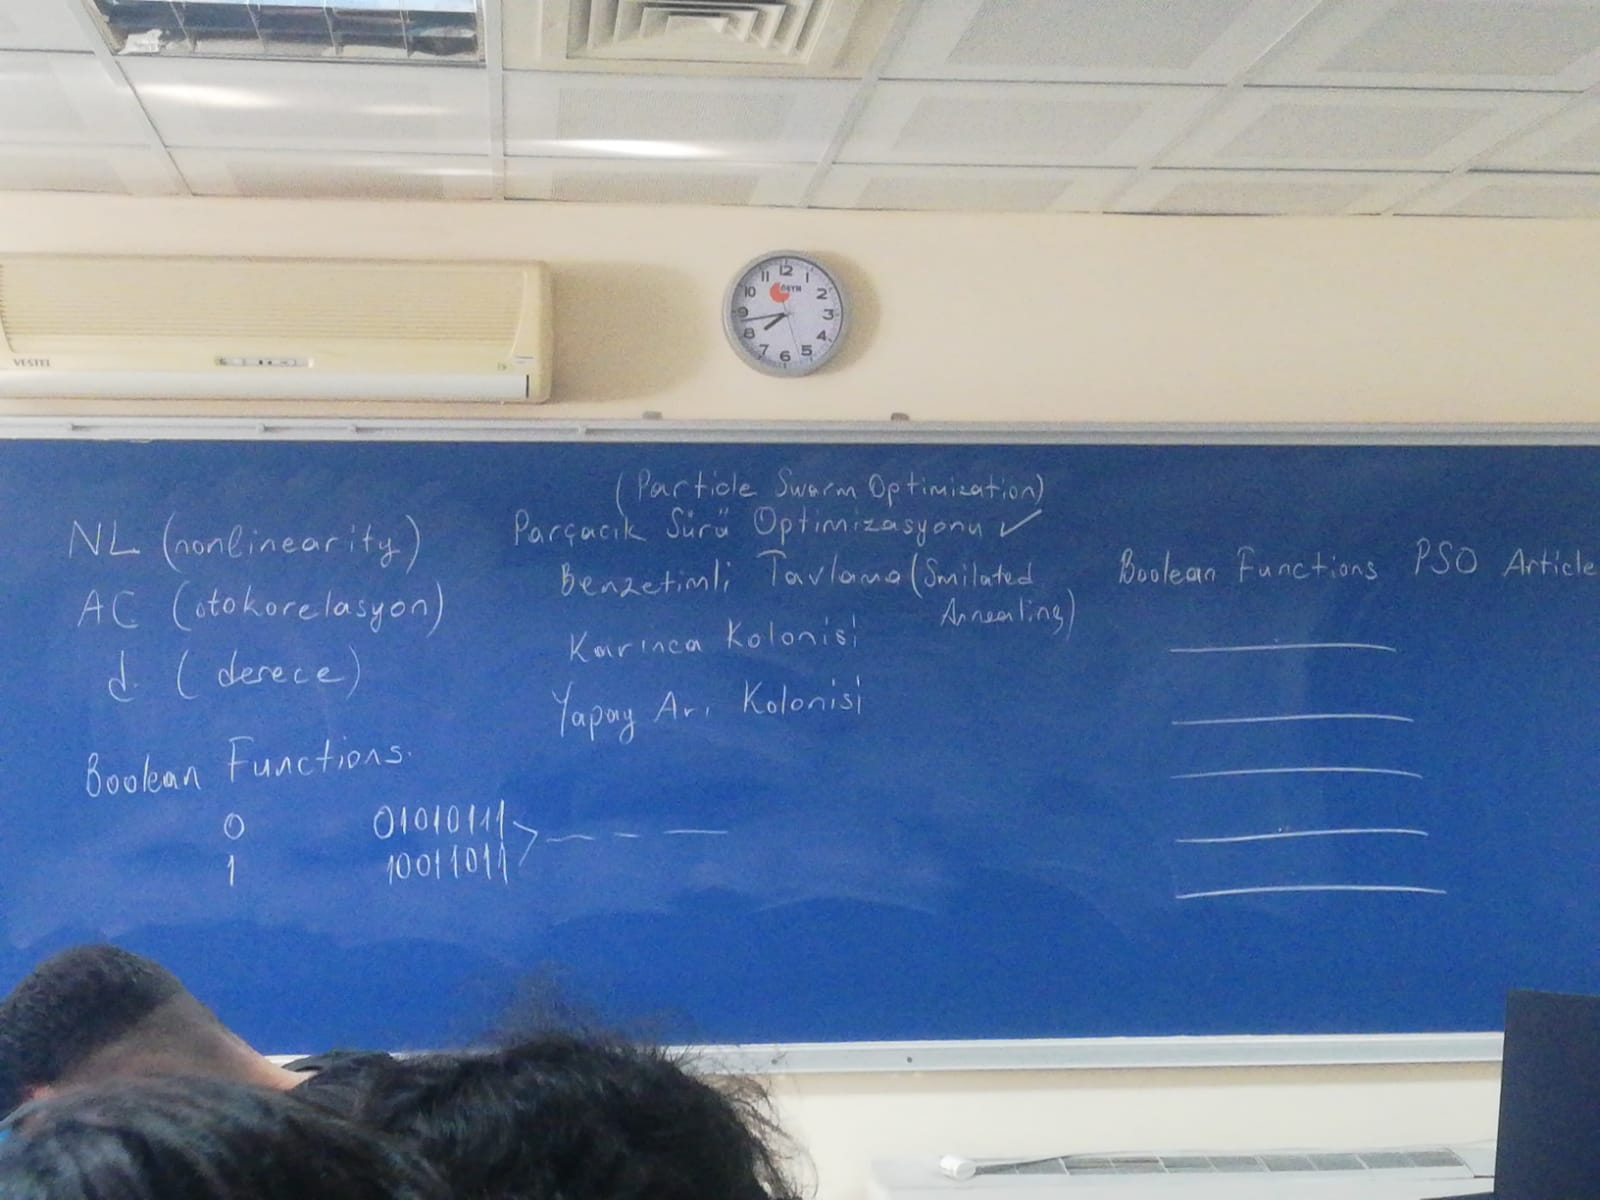 12
11
1
ÖSYM
10
2
9
3
8
4
7
5
6
VESTEL
(Particle Swarm Optimization)
Parçacık Sürü Optimizasyonu ✓
Benzetimli Tavlama (Smilated
Annealing)
Karınca Kolonisi
Yapay Arı Kolonisi
NL (nonlinearity)
AC (otokorelasyon)
d. (derece)
Boolean Functions.
0 01010111
1 10011011
Boolean Functions PSO Article